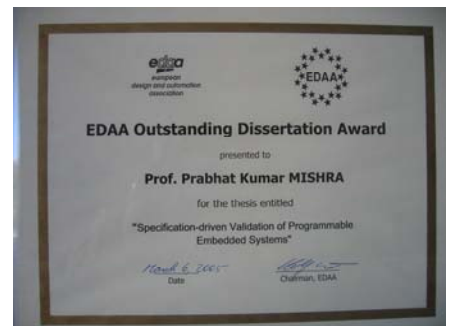 edaa
european
design and automation
association
EDAA
EDAA Outstanding Dissertation Award
presented to
Prof. Prabhat Kumar MISHRA
for the thesis entitled
"Specification-driven Validation of Programmable
Embedded Systems"
March 6, 2005
Date
Chairman, EDAA